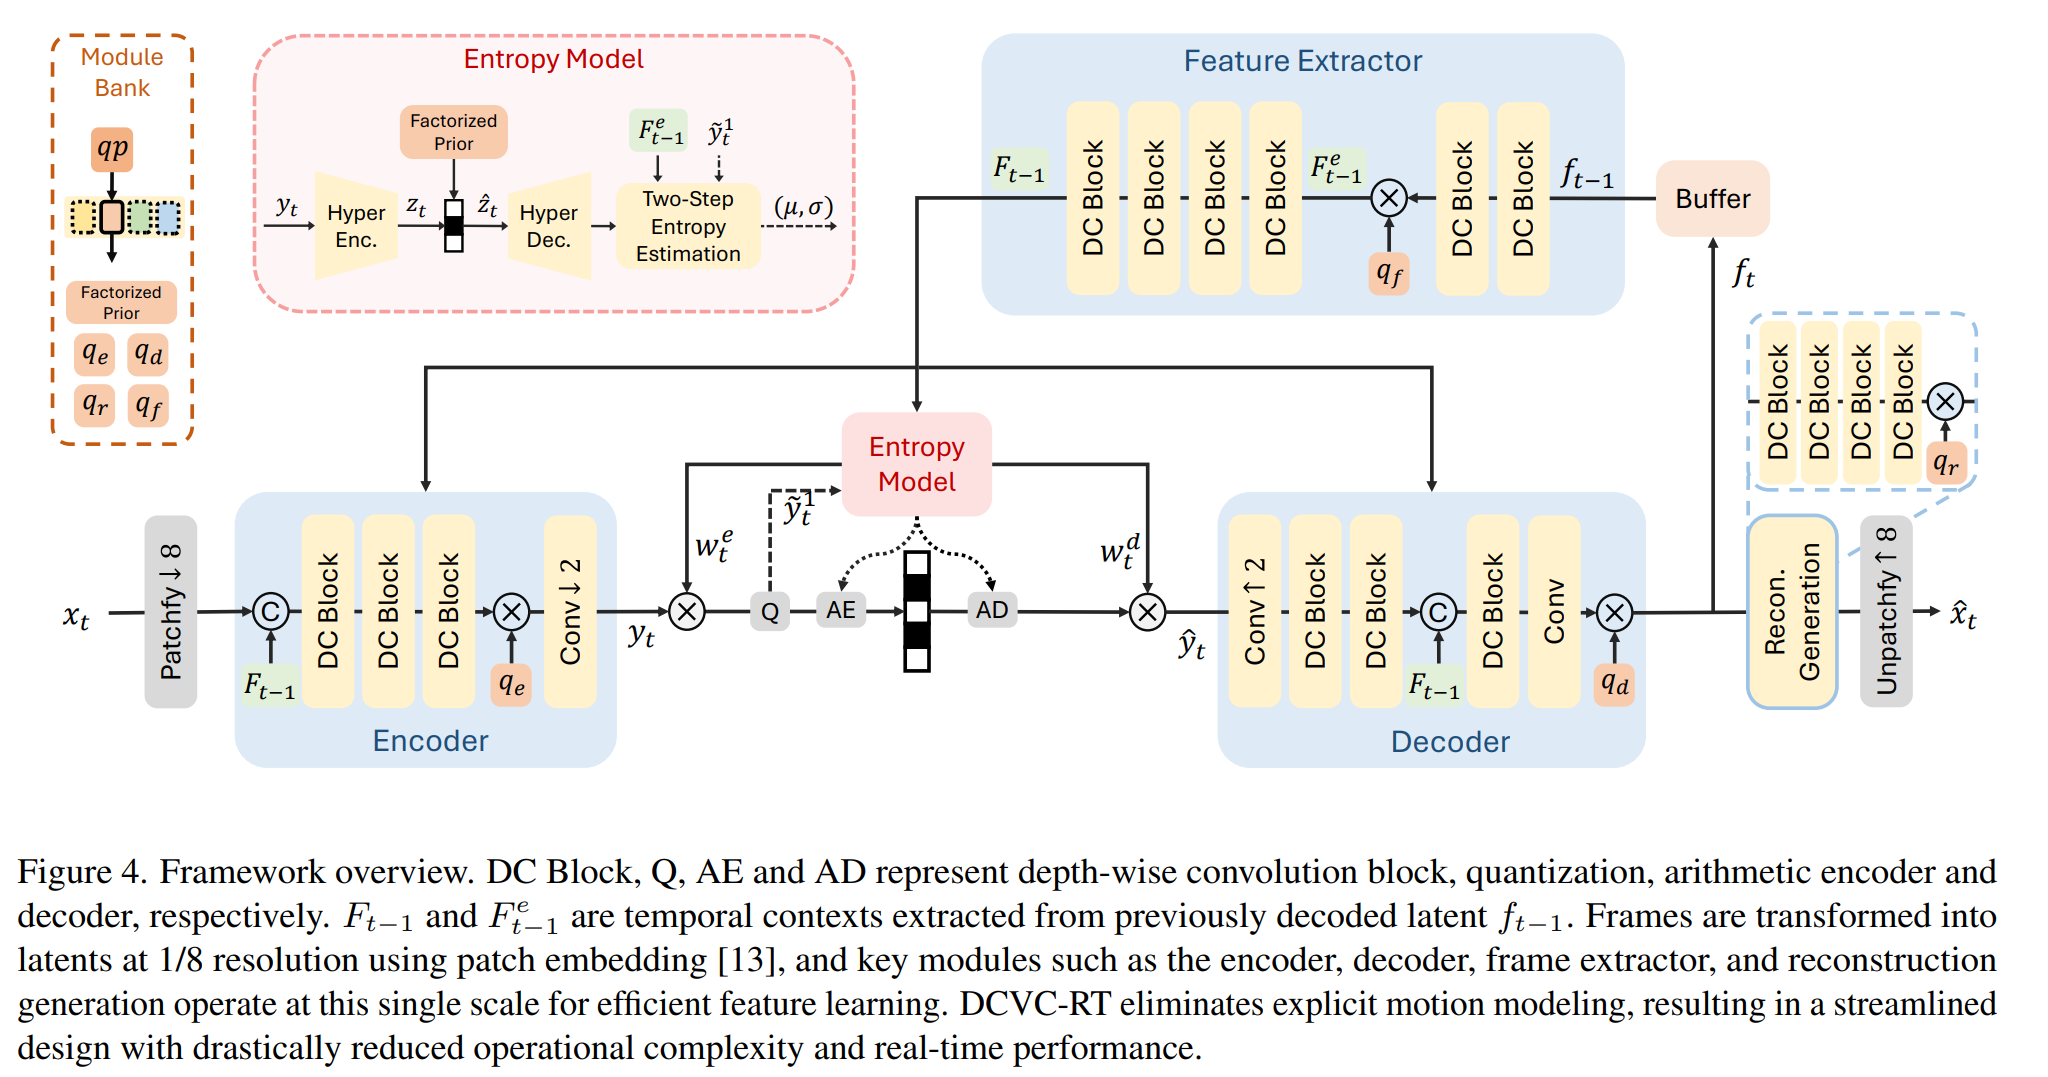 Module
Bank
qp
Factorized
Prior
q_e q_d
q_r q_f
Entropy Model
Factorized
Prior
F^e_{t−1} ỹ^1_t
y_t
Hyper
Enc.
z_t
ẑ_t
Hyper
Dec.
Two-Step
Entropy
Estimation
(μ, σ)
Feature Extractor
F_{t−1}
DC Block
DC Block
DC Block
DC Block
F^e_{t−1}
×
q_f
DC Block
DC Block
f_{t−1}
Buffer
f_t
DC Block
DC Block
DC Block
DC Block
×
q_r
Entropy
Model
ỹ^1_t
w^e_t
w^d_t
x_t
Patchfy ↓ 8
C
F_{t−1}
DC Block
DC Block
DC Block
×
q_e
Conv ↓ 2
Encoder
y_t
×
Q
AE
AD
×
ŷ_t
Conv ↑ 2
DC Block
DC Block
C
F_{t−1}
DC Block
Conv
×
q_d
Decoder
Recon.
Generation
Unpatchfy ↑ 8
x̂_t
Figure 4. Framework overview. DC Block, Q, AE and AD represent depth-wise convolution block, quantization, arithmetic encoder and
decoder, respectively. F_{t−1} and F^e_{t−1} are temporal contexts extracted from previously decoded latent f_{t−1}. Frames are transformed into
latents at 1/8 resolution using patch embedding [13], and key modules such as the encoder, decoder, frame extractor, and reconstruction
generation operate at this single scale for efficient feature learning. DCVC-RT eliminates explicit motion modeling, resulting in a streamlined
design with drastically reduced operational complexity and real-time performance.